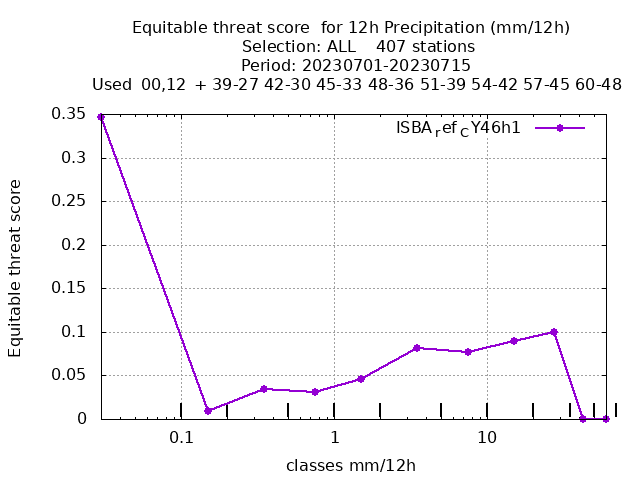 Equitable threat score  for 12h Precipitation (mm/12h)
Selection: ALL    407 stations
Period: 20230701-20230715
Used  00,12  + 39-27 42-30 45-33 48-36 51-39 54-42 57-45 60-48
ISBA_ref_CY46h1
0.35
0.3
0.25
0.2
0.15
0.1
0.05
0
Equitable threat score
0.1
1
10
classes mm/12h